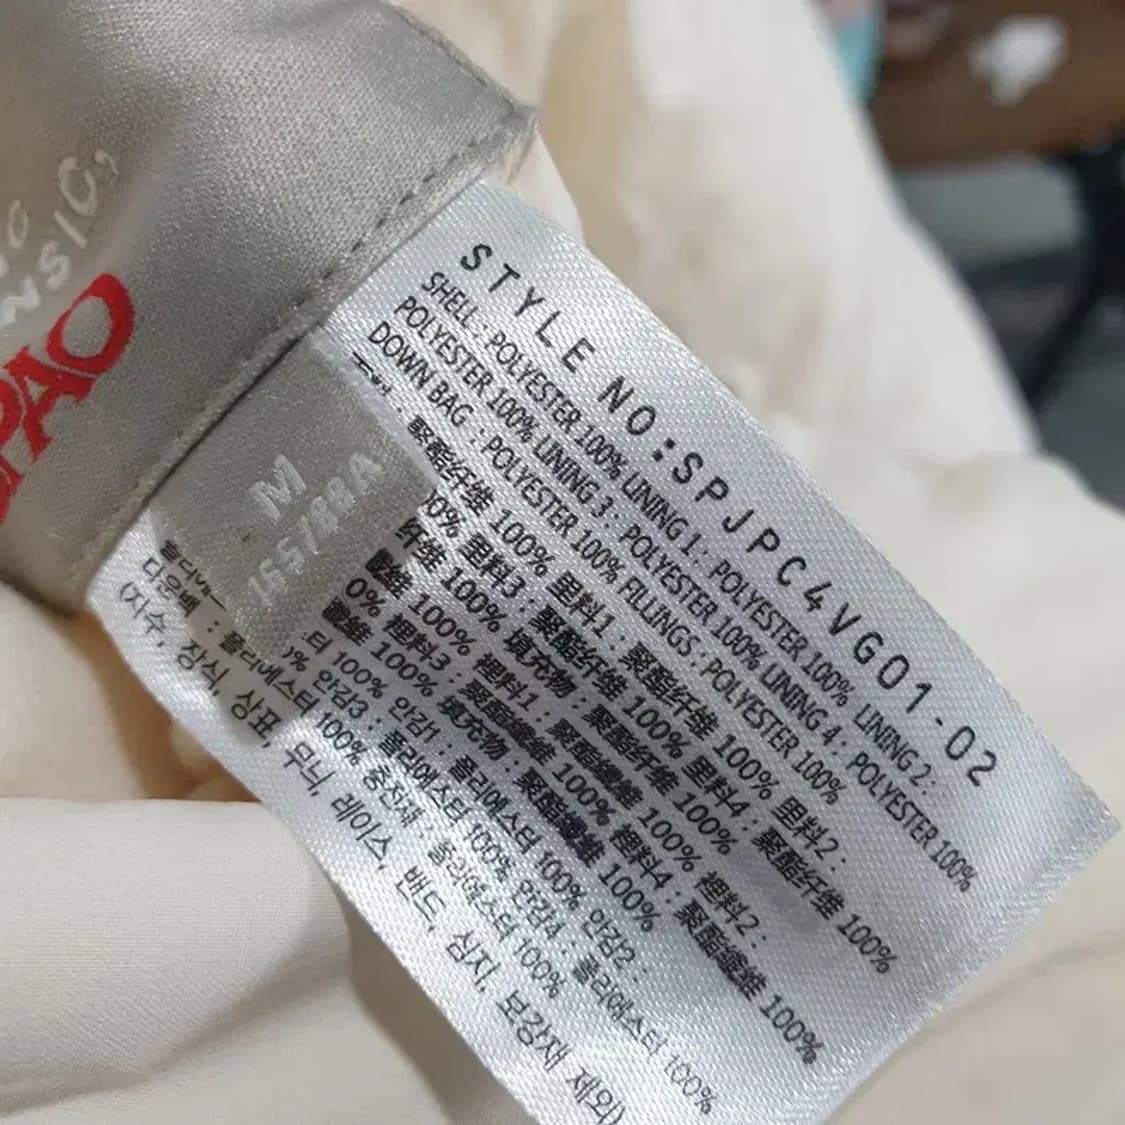 SPAO
M
165/88A
STYLE NO:SPJPC4VG01-02
SHELL : POLYESTER 100% LINING 1 : POLYESTER 100% LINING 2 :
POLYESTER 100% LINING 3 : POLYESTER 100% LINING 4 : POLYESTER 100%
DOWN BAG : POLYESTER 100% FILLINGS : POLYESTER 100%
聚酯纤维 100% 里料1 : 聚酯纤维 100% 里料2 :
00% 里料3 : 聚酯纤维 100% 里料4 : 聚酯纤维 100%
纤维 100% 填充物 : 聚酯纤维 100%
100% 裡料1 : 聚酯纖維 100% 裡料2 :
0% 裡料3 : 聚酯纖維 100% 裡料4 : 聚酯纖維 100%
100% 填充物 : 聚酯纖維 100%
터 100% 안감1 : 폴리에스터 100% 안감2 :
% 안감3 : 폴리에스터 100% 안감4 : 폴리에스터 100%
다운백 : 폴리에스터 100% 충전재 : 폴리에스터 100%
(자수, 장식, 상표, 무늬, 레이스, 밴드, 심지, 보강재 제외)